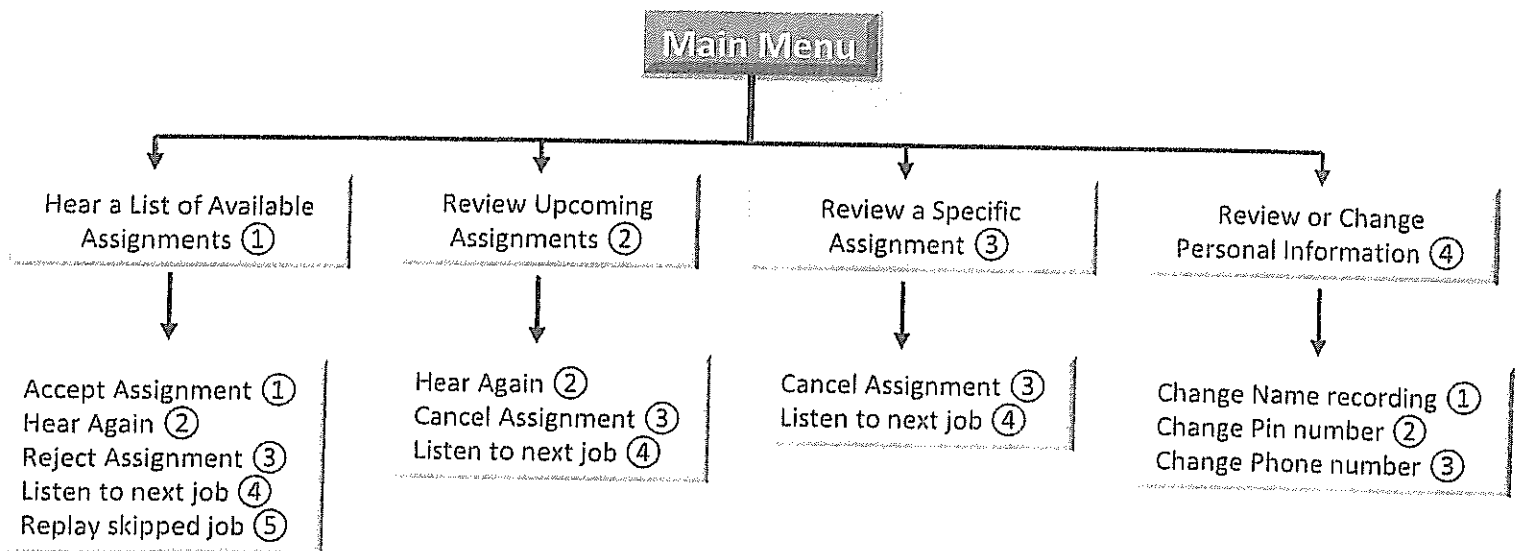 Main Menu
Hear a List of Available
Assignments ①
Review Upcoming
Assignments ②
Review a Specific
Assignment ③
Review or Change
Personal Information ④
Accept Assignment ①
Hear Again ②
Reject Assignment ③
Listen to next job ④
Replay skipped job ⑤
Hear Again ②
Cancel Assignment ③
Listen to next job ④
Cancel Assignment ③
Listen to next job ④
Change Name recording ①
Change Pin number ②
Change Phone number ③